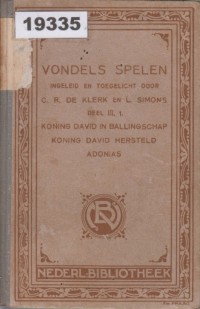 19335
VONDELS SPELEN
INGELEID EN TOEGELICHT DOOR
C. R. DE KLERK EN L. SIMONS
DEEL III, 1.
KONING DAVID IN BALLINGSCHAP
KONING DAVID HERSTELD
ADONIAS
NEDERL·BIBLIOTHEEK